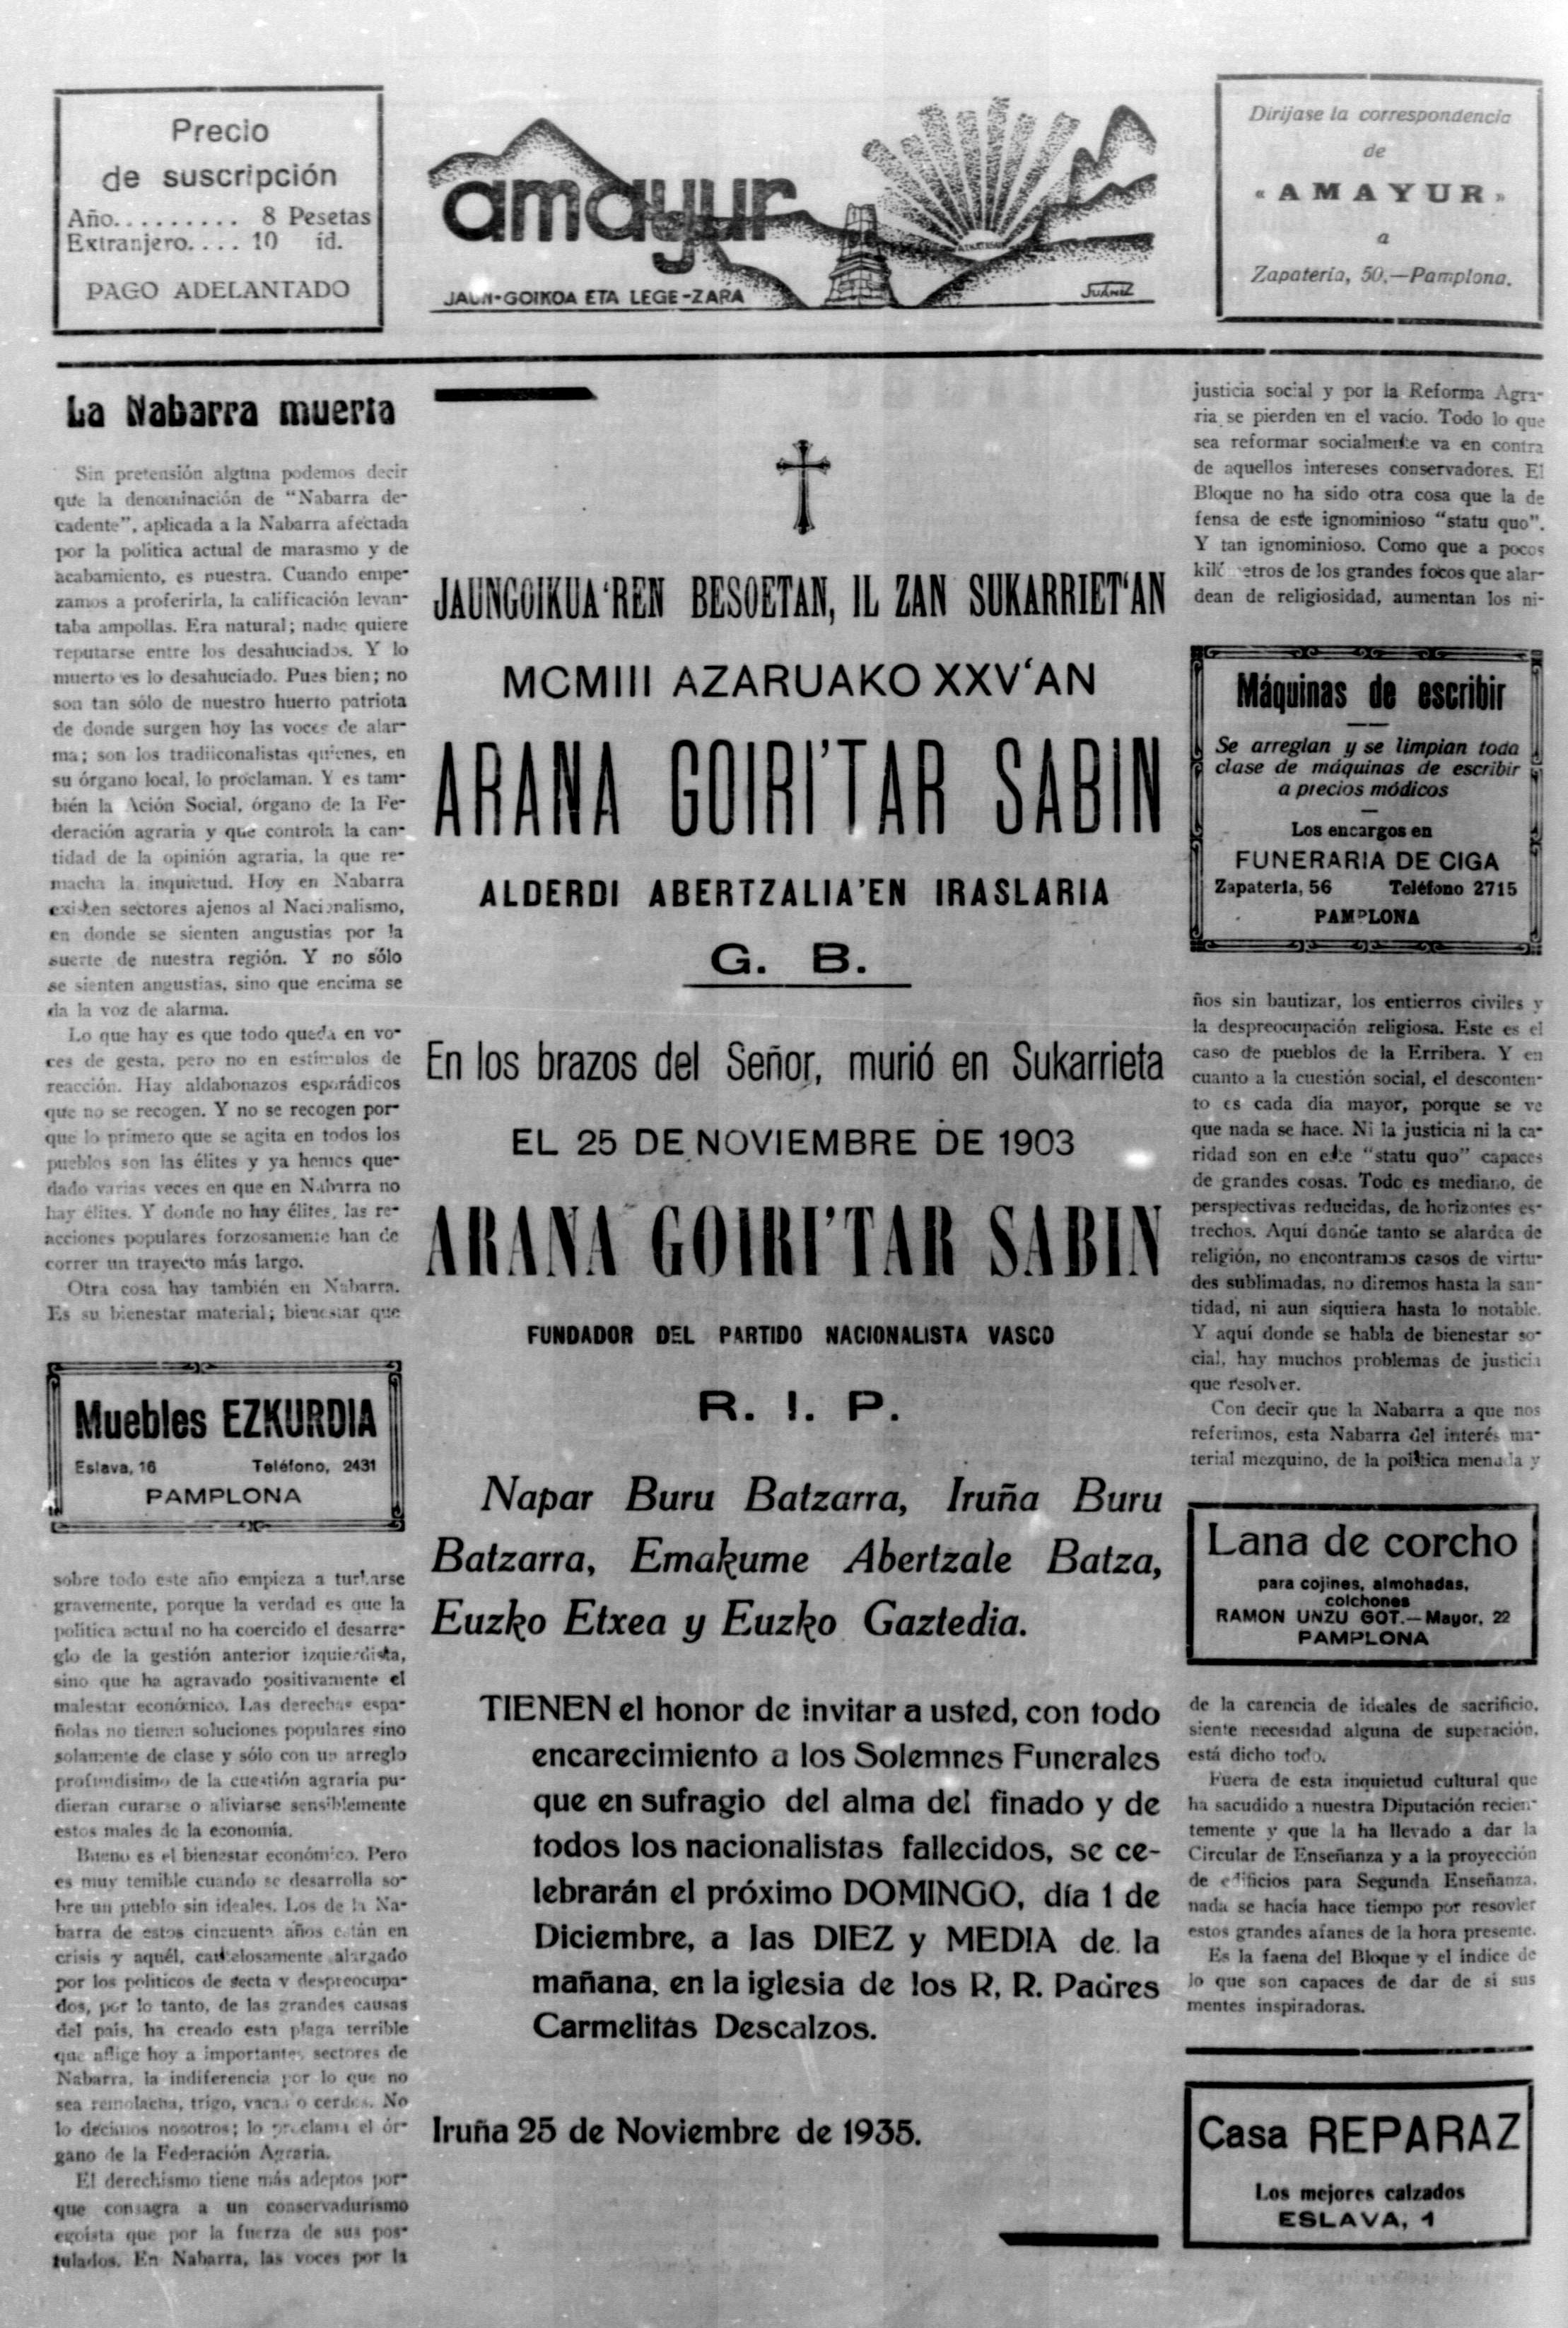 Precio
de suscripción
Año......... 8 Pesetas
Extranjero.... 10 id.
PAGO ADELANTADO
amayur
JAUN-GOIKOA ETA LEGE-ZARA
Diríjase la correspondencia
de
«AMAYUR»
a
Zapatería, 50.—Pamplona.
La Nabarra muerta
Sin pretensión alguna podemos decir
que la denominación de "Nabarra de-
cadente", aplicada a la Nabarra afectada
por la política actual de marasmo y de
acabamiento, es nuestra. Cuando empe-
zamos a proferirla, la calificación levan-
taba ampollas. Era natural; nadie quiere
reputarse entre los desahuciados. Y lo
muerto es lo desahuciado. Pues bien; no
son tan sólo de nuestro huerto patriota
de donde surgen hoy las voces de alar-
ma; son los tradiiconalistas quienes, en
su órgano local, lo proclaman. Y es tam-
bién la Ación Social, órgano de la Fe-
deración agraria y que controla la can-
tidad de la opinión agraria, la que re-
macha la inquietud. Hoy en Nabarra
existen sectores ajenos al Nacionalismo,
en donde se sienten angustias por la
suerte de nuestra región. Y no sólo
se sienten angustias, sino que encima se
da la voz de alarma.
Lo que hay es que todo queda en vo-
ces de gesta, pero no en estímulos de
reacción. Hay aldabonazos esporádicos
que no se recogen. Y no se recogen por-
que lo primero que se agita en todos los
pueblos son las élites y ya hemos que-
dado varias veces en que en Nabarra no
hay élites. Y donde no hay élites, las re-
acciones populares forzosamente han de
correr un trayecto más largo.
Otra cosa hay también en Nabarra.
Es su bienestar material; bienestar que
Muebles EZKURDIA
Eslava, 16 Teléfono, 2431
PAMPLONA
sobre todo este año empieza a turbarse
gravemente, porque la verdad es que la
política actual no ha coercido el desarre-
glo de la gestión anterior izquierdista,
sino que ha agravado positivamente el
malestar económico. Las derechas espa-
ñolas no tienen soluciones populares sino
solamente de clase y sólo con un arreglo
profundísimo de la cuestión agraria pu-
dieran curarse o aliviarse sensiblemente
estos males de la economía.
Bueno es el bienestar económico. Pero
es muy temible cuando se desarrolla so-
bre un pueblo sin ideales. Los de la Na-
barra de estos cincuenta años están en
crisis y aquél, cautelosamente alargado
por los políticos de secta y despreocupa-
dos, por lo tanto, de las grandes causas
del país, ha creado esta plaga terrible
que aflige hoy a importantes sectores de
Nabarra, la indiferencia por lo que no
sea remolacha, trigo, vacas o cerdos. No
lo decimos nosotros; lo proclama el ór-
gano de la Federación Agraria.
El derechismo tiene más adeptos por-
que consagra a un conservadurismo
egoísta que por la fuerza de sus pos-
tulados. En Nabarra, las voces por la
JAUNGOIKUA'REN BESOETAN, IL ZAN SUKARRIET'AN
MCMIII AZARUAKO XXV'AN
ARANA GOIRI'TAR SABIN
ALDERDI ABERTZALIA'EN IRASLARIA
G. B.
En los brazos del Señor, murió en Sukarrieta
EL 25 DE NOVIEMBRE DE 1903
ARANA GOIRI'TAR SABIN
FUNDADOR DEL PARTIDO NACIONALISTA VASCO
R. I. P.
Napar Buru Batzarra, Iruña Buru
Batzarra, Emakume Abertzale Batza,
Euzko Etxea y Euzko Gaztedia.
TIENEN el honor de invitar a usted, con todo
encarecimiento a los Solemnes Funerales
que en sufragio del alma del finado y de
todos los nacionalistas fallecidos, se ce-
lebrarán el próximo DOMINGO, día 1 de
Diciembre, a las DIEZ y MEDIA de la
mañana, en la iglesia de los R. R. Padres
Carmelitas Descalzos.
Iruña 25 de Noviembre de 1935.
justicia social y por la Reforma Agra-
ria se pierden en el vacío. Todo lo que
sea reformar socialmente va en contra
de aquellos intereses conservadores. El
Bloque no ha sido otra cosa que la de
fensa de este ignominioso "statu quo".
Y tan ignominioso. Como que a pocos
kilómetros de los grandes focos que alar-
dean de religiosidad, aumentan los ni-
Máquinas de escribir
Se arreglan y se limpian toda
clase de máquinas de escribir
a precios módicos
Los encargos en
FUNERARIA DE CIGA
Zapatería, 56 Teléfono 2715
PAMPLONA
ños sin bautizar, los entierros civiles y
la despreocupación religiosa. Este es el
caso de pueblos de la Erribera. Y en
cuanto a la cuestión social, el desconten-
to es cada día mayor, porque se ve
que nada se hace. Ni la justicia ni la ca-
ridad son en este "statu quo" capaces
de grandes cosas. Todo es mediano, de
perspectivas reducidas, de horizontes es-
trechos. Aquí donde tanto se alardea de
religión, no encontramos casos de virtu-
des sublimadas, no diremos hasta la san-
tidad, ni aun siquiera hasta lo notable.
Y aquí donde se habla de bienestar so-
cial, hay muchos problemas de justicia
que resolver.
Con decir que la Nabarra a que nos
referimos, esta Nabarra del interés ma-
terial mezquino, de la política menuda y
Lana de corcho
para cojines, almohadas,
colchones
RAMON UNZU GOT.—Mayor, 22
PAMPLONA
de la carencia de ideales de sacrificio,
siente necesidad alguna de superación,
está dicho todo.
Fuera de esta inquietud cultural que
ha sacudido a nuestra Diputación recien-
temente y que la ha llevado a dar la
Circular de Enseñanza y a la proyección
de edificios para Segunda Enseñanza,
nada se hacía hace tiempo por resovler
estos grandes afanes de la hora presente.
Es la faena del Bloque y el índice de
lo que son capaces de dar de sí sus
mentes inspiradoras.
Casa REPARAZ
Los mejores calzados
ESLAVA, 1